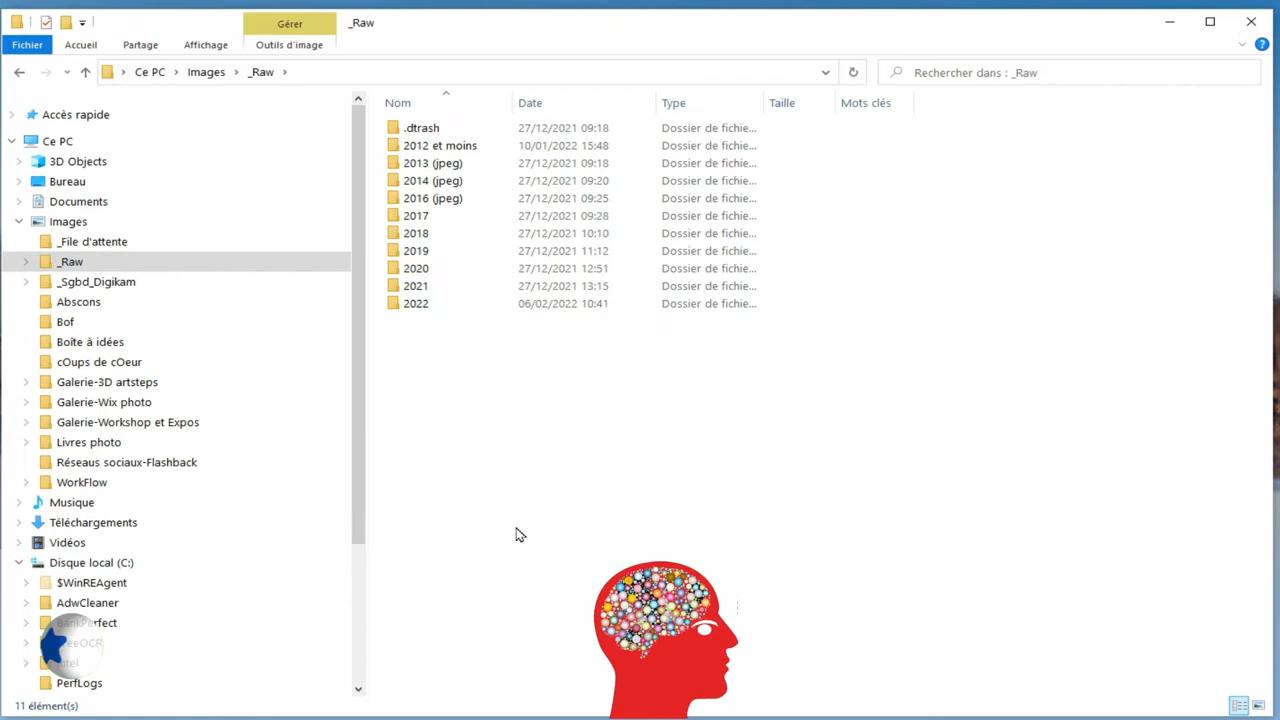 Gérer
_Raw
Fichier Accueil Partage Affichage Outils d'image
Ce PC Images _Raw
Rechercher dans : _Raw
Nom Date Type Taille Mots clés
.dtrash 27/12/2021 09:18 Dossier de fichie...
2012 et moins 10/01/2022 15:48 Dossier de fichie...
2013 (jpeg) 27/12/2021 09:18 Dossier de fichie...
2014 (jpeg) 27/12/2021 09:20 Dossier de fichie...
2016 (jpeg) 27/12/2021 09:25 Dossier de fichie...
2017 27/12/2021 09:28 Dossier de fichie...
2018 27/12/2021 10:10 Dossier de fichie...
2019 27/12/2021 11:12 Dossier de fichie...
2020 27/12/2021 12:51 Dossier de fichie...
2021 27/12/2021 13:15 Dossier de fichie...
2022 06/02/2022 10:41 Dossier de fichie...
Accès rapide
Ce PC
3D Objects
Bureau
Documents
Images
_File d'attente
_Raw
_Sgbd_Digikam
Abscons
Bof
Boîte à idées
cOups de cOeur
Galerie-3D artsteps
Galerie-Wix photo
Galerie-Workshop et Expos
Livres photo
Réseaus sociaux-Flashback
WorkFlow
Musique
Téléchargements
Vidéos
Disque local (C:)
$WinREAgent
AdwCleaner
BankPerfect
FreeOCR
Intel
PerfLogs
11 élément(s)